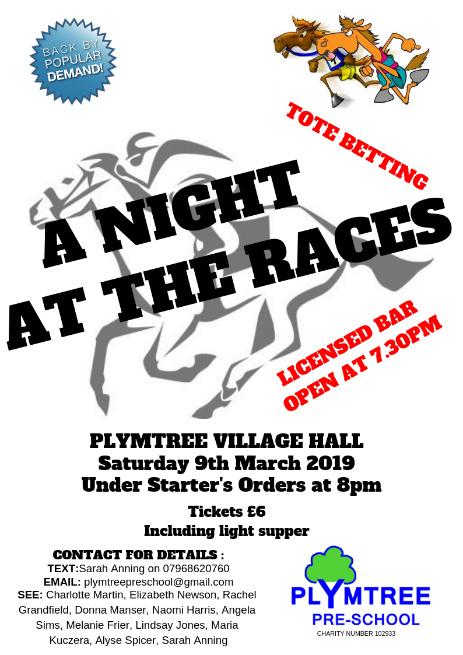 BACK BY
POPULAR
DEMAND!
TOTE BETTING
A NIGHT
AT THE RACES
LICENSED BAR
OPEN AT 7.30PM
PLYMTREE VILLAGE HALL
Saturday 9th March 2019
Under Starter's Orders at 8pm
Tickets £6
Including light supper
CONTACT FOR DETAILS :
TEXT:Sarah Anning on 07968620760
EMAIL: plymtreepreschool@gmail.com
SEE: Charlotte Martin, Elizabeth Newson, Rachel
Grandfield, Donna Manser, Naomi Harris, Angela
Sims, Melanie Frier, Lindsay Jones, Maria
Kuczera, Alyse Spicer, Sarah Anning
PLYMTREE
PRE-SCHOOL
CHARITY NUMBER 102933